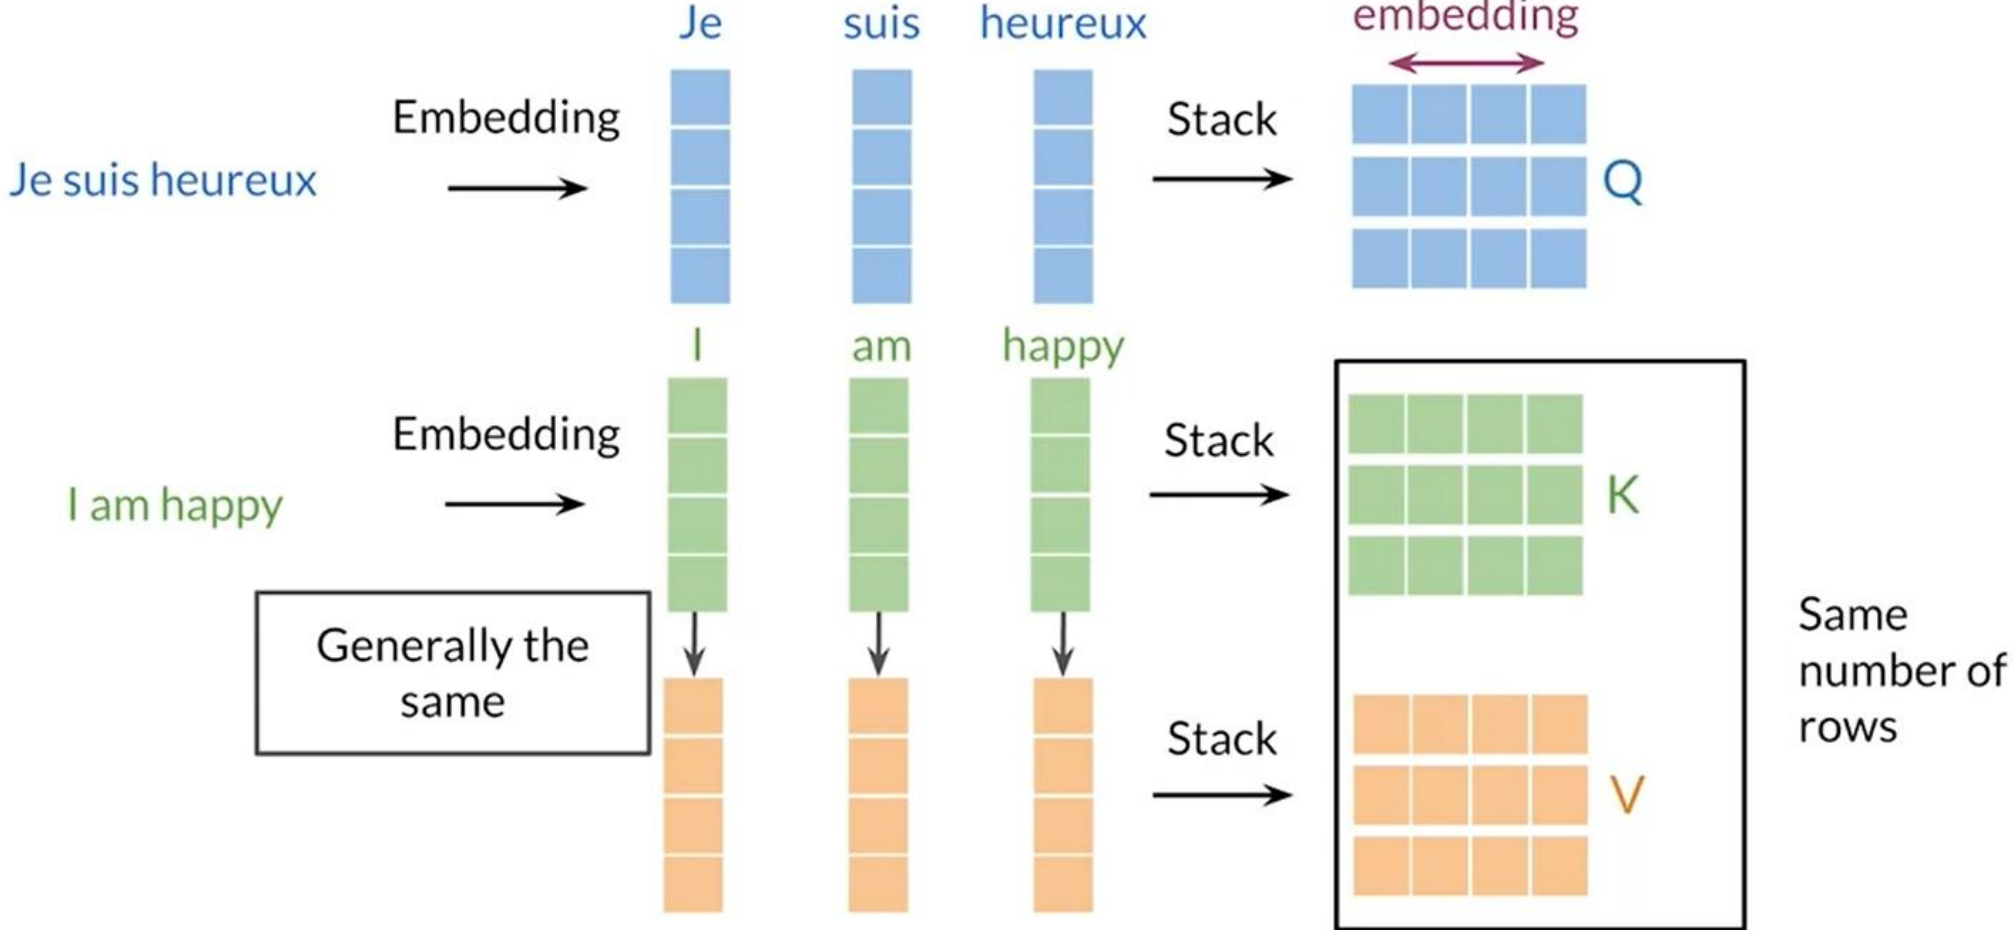 Je suis heureux
embedding
Embedding
Stack
Je suis heureux
Q
I am happy
Embedding
Stack
I am happy
K
Generally the
same
Same
number of
rows
Stack
V